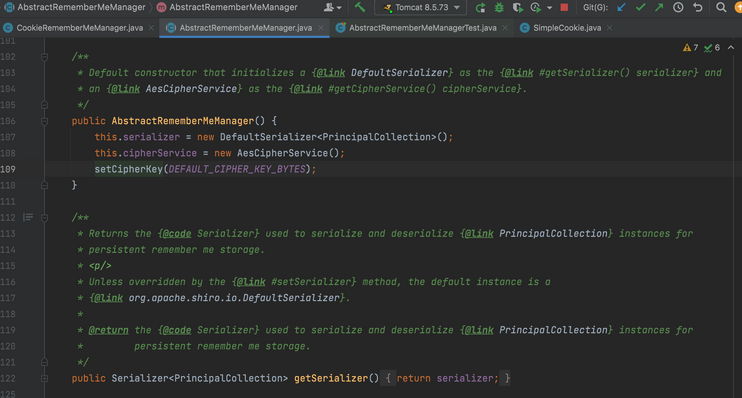 AbstractRememberMeManager
AbstractRememberMeManager
Tomcat 8.5.73
Git(G):
CookieRememberMeManager.java
AbstractRememberMeManager.java
AbstractRememberMeManagerTest.java
SimpleCookie.java
7
6
101
102 /**
103 * Default constructor that initializes a {@link DefaultSerializer} as the {@link #getSerializer() serializer} and
104 * an {@link AesCipherService} as the {@link #getCipherService() cipherService}.
105 */
106 public AbstractRememberMeManager() {
107 this.serializer = new DefaultSerializer<PrincipalCollection>();
108 this.cipherService = new AesCipherService();
109 setCipherKey(DEFAULT_CIPHER_KEY_BYTES);
110 }
111
112 /**
113 * Returns the {@code Serializer} used to serialize and deserialize {@link PrincipalCollection} instances for
114 * persistent remember me storage.
115 * <p/>
116 * Unless overridden by the {@link #setSerializer} method, the default instance is a
117 * {@link org.apache.shiro.io.DefaultSerializer}.
118 *
119 * @return the {@code Serializer} used to serialize and deserialize {@link PrincipalCollection} instances for
120 * persistent remember me storage.
121 */
122 public Serializer<PrincipalCollection> getSerializer() { return serializer; }
125